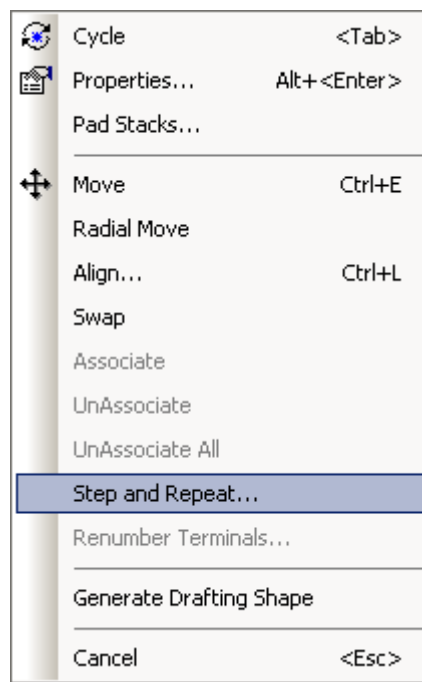 Cycle <Tab>
Properties... Alt+<Enter>
Pad Stacks...
Move Ctrl+E
Radial Move
Align... Ctrl+L
Swap
Associate
UnAssociate
UnAssociate All
Step and Repeat...
Renumber Terminals...
Generate Drafting Shape
Cancel <Esc>